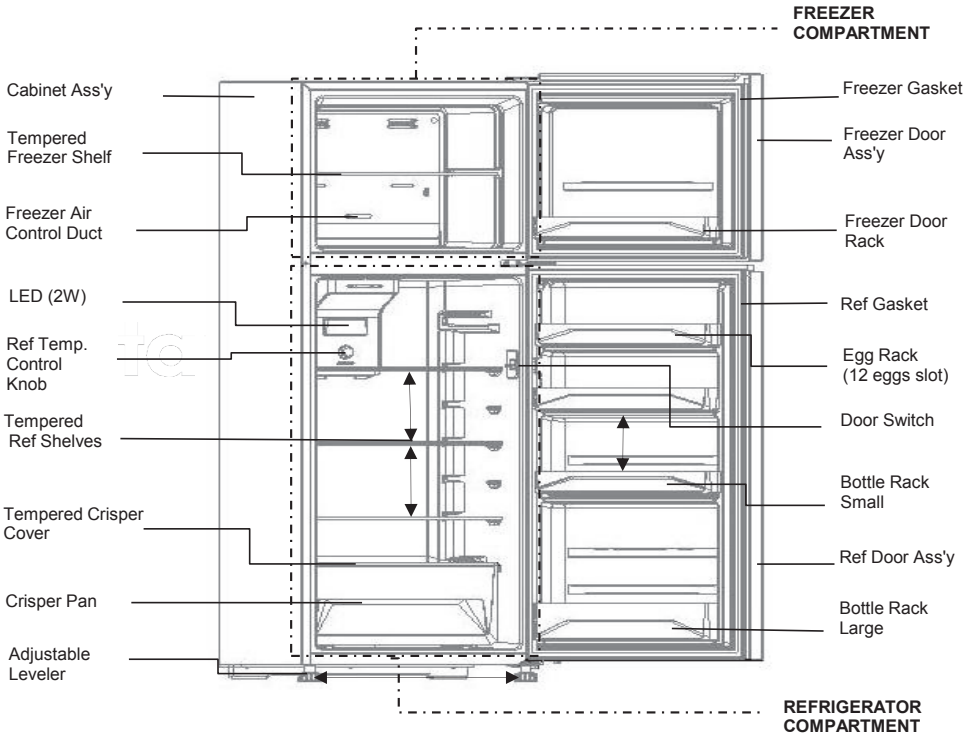 FREEZER
COMPARTMENT
Cabinet Ass'y
Tempered
Freezer Shelf
Freezer Air
Control Duct
LED (2W)
Ref Temp.
Control
Knob
Tempered
Ref Shelves
Tempered Crisper
Cover
Crisper Pan
Adjustable
Leveler
Freezer Gasket
Freezer Door
Ass'y
Freezer Door
Rack
Ref Gasket
Egg Rack
(12 eggs slot)
Door Switch
Bottle Rack
Small
Ref Door Ass'y
Bottle Rack
Large
REFRIGERATOR
COMPARTMENT